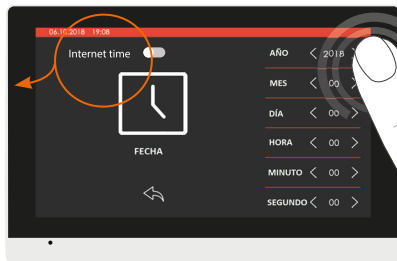 06.10.2018 19:08
Internet time
AÑO 2018
MES 00
DÍA 00
HORA 00
FECHA
MINUTO 00
SEGUNDO 00